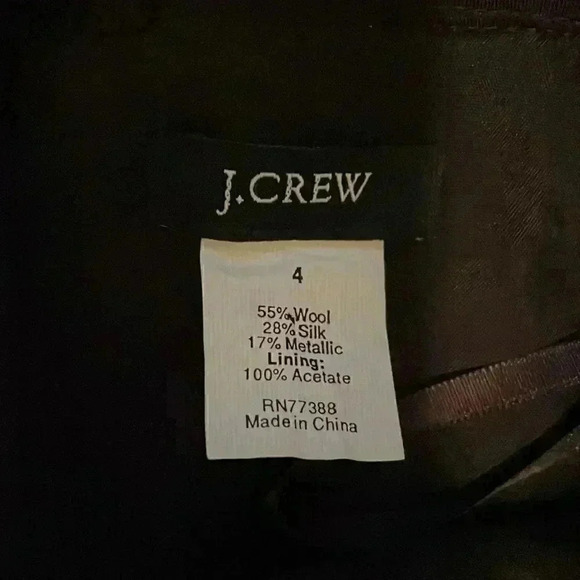 J.CREW
4
55% Wool
28% Silk
17% Metallic
Lining:
100% Acetate
RN77388
Made in China